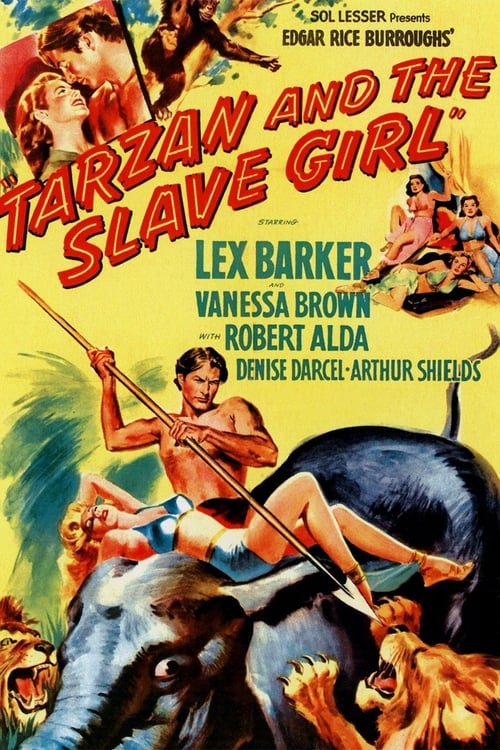 SOL LESSER Presents
EDGAR RICE BURROUGHS'
"TARZAN AND THE
SLAVE GIRL"
STARRING
LEX BARKER
AND
VANESSA BROWN
WITH ROBERT ALDA
DENISE DARCEL · ARTHUR SHIELDS